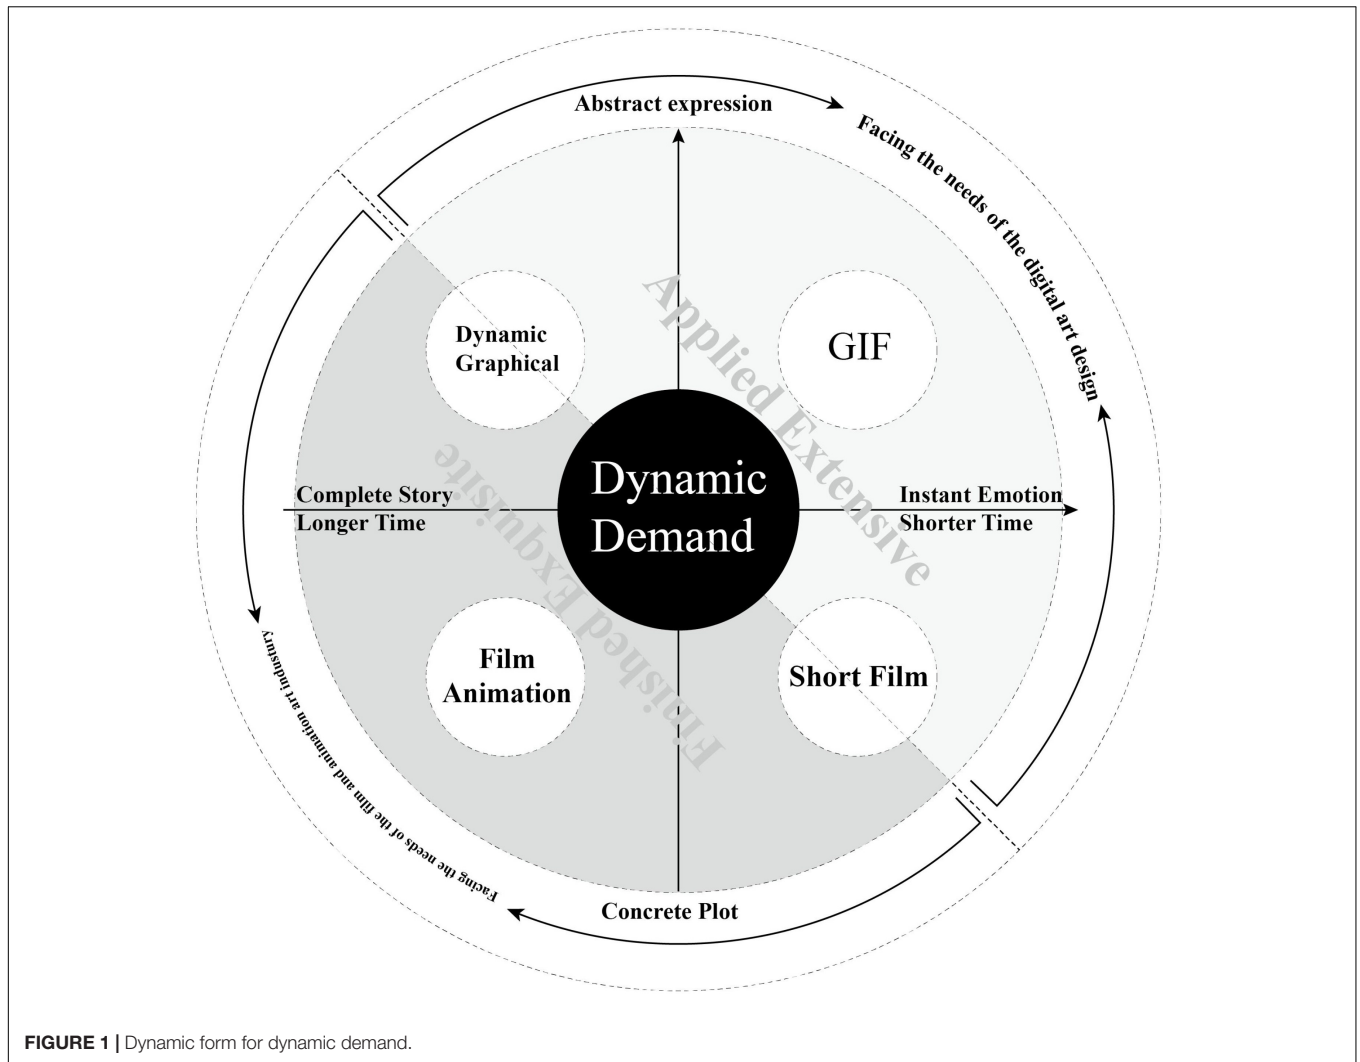 Abstract expression
Facing the needs of the digital art design
Dynamic
Graphical
GIF
Applied Extensive
Dynamic
Demand
Complete Story
Longer Time
Instant Emotion
Shorter Time
Finished Exquisite
Film
Animation
Short Film
Facing the needs of the film and animation art industury
Concrete Plot
FIGURE 1 | Dynamic form for dynamic demand.